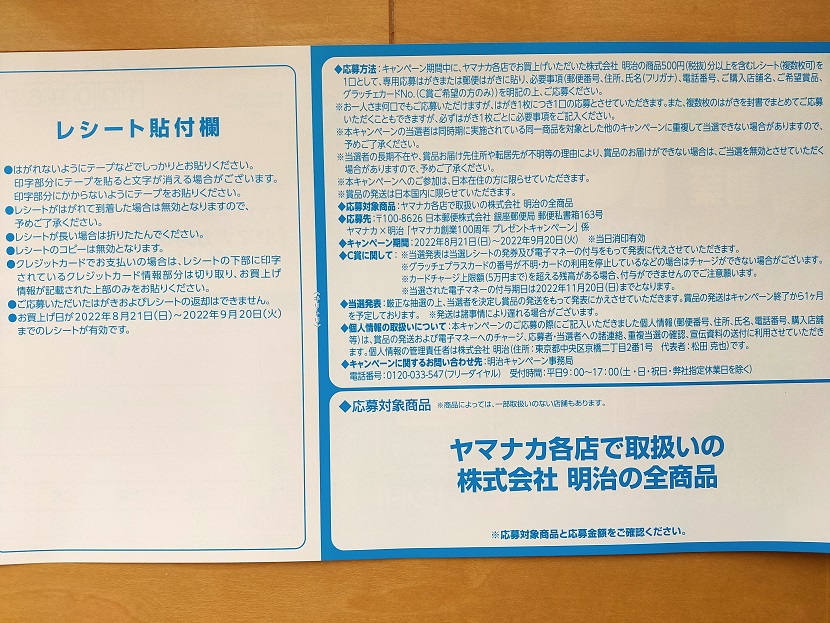 レシート貼付欄
●はがれないようにテープなどでしっかりとお貼りください。
印字部分にテープを貼ると文字が消える場合がございます。
印字部分にかからないようにテープをお貼りください。
●レシートがはがれて到着した場合は無効となりますので、
予めご了承ください。
●レシートが長い場合は折りたたんでください。
●レシートのコピーは無効となります。
●クレジットカードでお支払いの場合は、レシートの下部に印字
されているクレジットカード情報部分は切り取り、お買上げ
情報が記載された上部のみをお貼りください。
●ご応募いただいたはがきおよびレシートの返却はできません。
●お買上げ日が2022年8月21日(日)〜2022年9月20日(火)
までのレシートが有効です。
◆応募方法：キャンペーン期間中に、ヤマナカ各店でお買上げいただいた株式会社 明治の商品500円(税抜)分以上を含むレシート(複数枚可)を
1口として、専用応募はがきまたは郵便はがきに貼り、必要事項(郵便番号、住所、氏名(フリガナ)、電話番号、ご購入店舗名、ご希望賞品、
グラッチェカードNo.(C賞ご希望の方のみ))を明記の上、ご応募ください。
※お一人さま何口でもご応募いただけますが、はがき1枚につき1口の応募とさせていただきます。また、複数枚のはがきを封書でまとめてご応募
いただくこともできますが、必ずはがき1枚ごとに必要事項をご記入ください。
※本キャンペーンの当選者は同時期に実施されている同一商品を対象とした他のキャンペーンに重複して当選できない場合がありますので、
予めご了承ください。
※当選者の長期不在や、賞品お届け先住所や転居先が不明等の理由により、賞品のお届けができない場合は、ご当選を無効とさせていただく
場合がありますので、予めご了承ください。
※本キャンペーンへのご参加は、日本在住の方に限らせていただきます。
※賞品の発送は日本国内に限らせていただきます。
◆応募対象商品：ヤマナカ各店で取扱いの株式会社 明治の全商品
◆応募先：〒100-8626 日本郵便株式会社 銀座郵便局 郵便私書箱163号
ヤマナカ×明治「ヤマナカ創業100周年 プレゼントキャンペーン」係
◆キャンペーン期間：2022年8月21日(日)〜2022年9月20日(火) ※当日消印有効
◆C賞に関して：※当選発表は当選レシートの発券及び電子マネーの付与をもって発表に代えさせていただきます。
※グラッチェプラスカードの番号が不明・カードの利用を停止しているなどの場合はチャージができない場合がございます。
※カードチャージ上限額(5万円まで)を超える残高がある場合、付与ができませんのでご注意願います。
※当選された電子マネーの付与期日は2022年11月20日(日)までとなります。
◆当選発表：厳正な抽選の上、当選者を決定し賞品の発送をもって発表にかえさせていただきます。賞品の発送はキャンペーン終了から1ヶ月
を予定しております。 ※発送は諸事情により遅れる場合がございます。
◆個人情報の取扱いについて：本キャンペーンのご応募の際にご記入いただきました個人情報(郵便番号、住所、氏名、電話番号、購入店舗
等)は、賞品の発送および電子マネーへのチャージ、応募者・当選者への諸連絡、重複当選の確認、宣伝資料の送付に利用させていただき
ます。個人情報の管理責任者は株式会社 明治(住所：東京都中央区京橋二丁目2番1号 代表者：松田 克也)です。
◆キャンペーンに関するお問い合わせ先：明治キャンペーン事務局
電話番号：0120-033-547(フリーダイヤル) 受付時間：平日9：00〜17：00(土・日・祝日・弊社指定休業日を除く)
◆応募対象商品 ※商品によっては、一部取扱いのない店舗もあります。
ヤマナカ各店で取扱いの
株式会社 明治の全商品
※応募対象商品と応募金額をご確認ください。